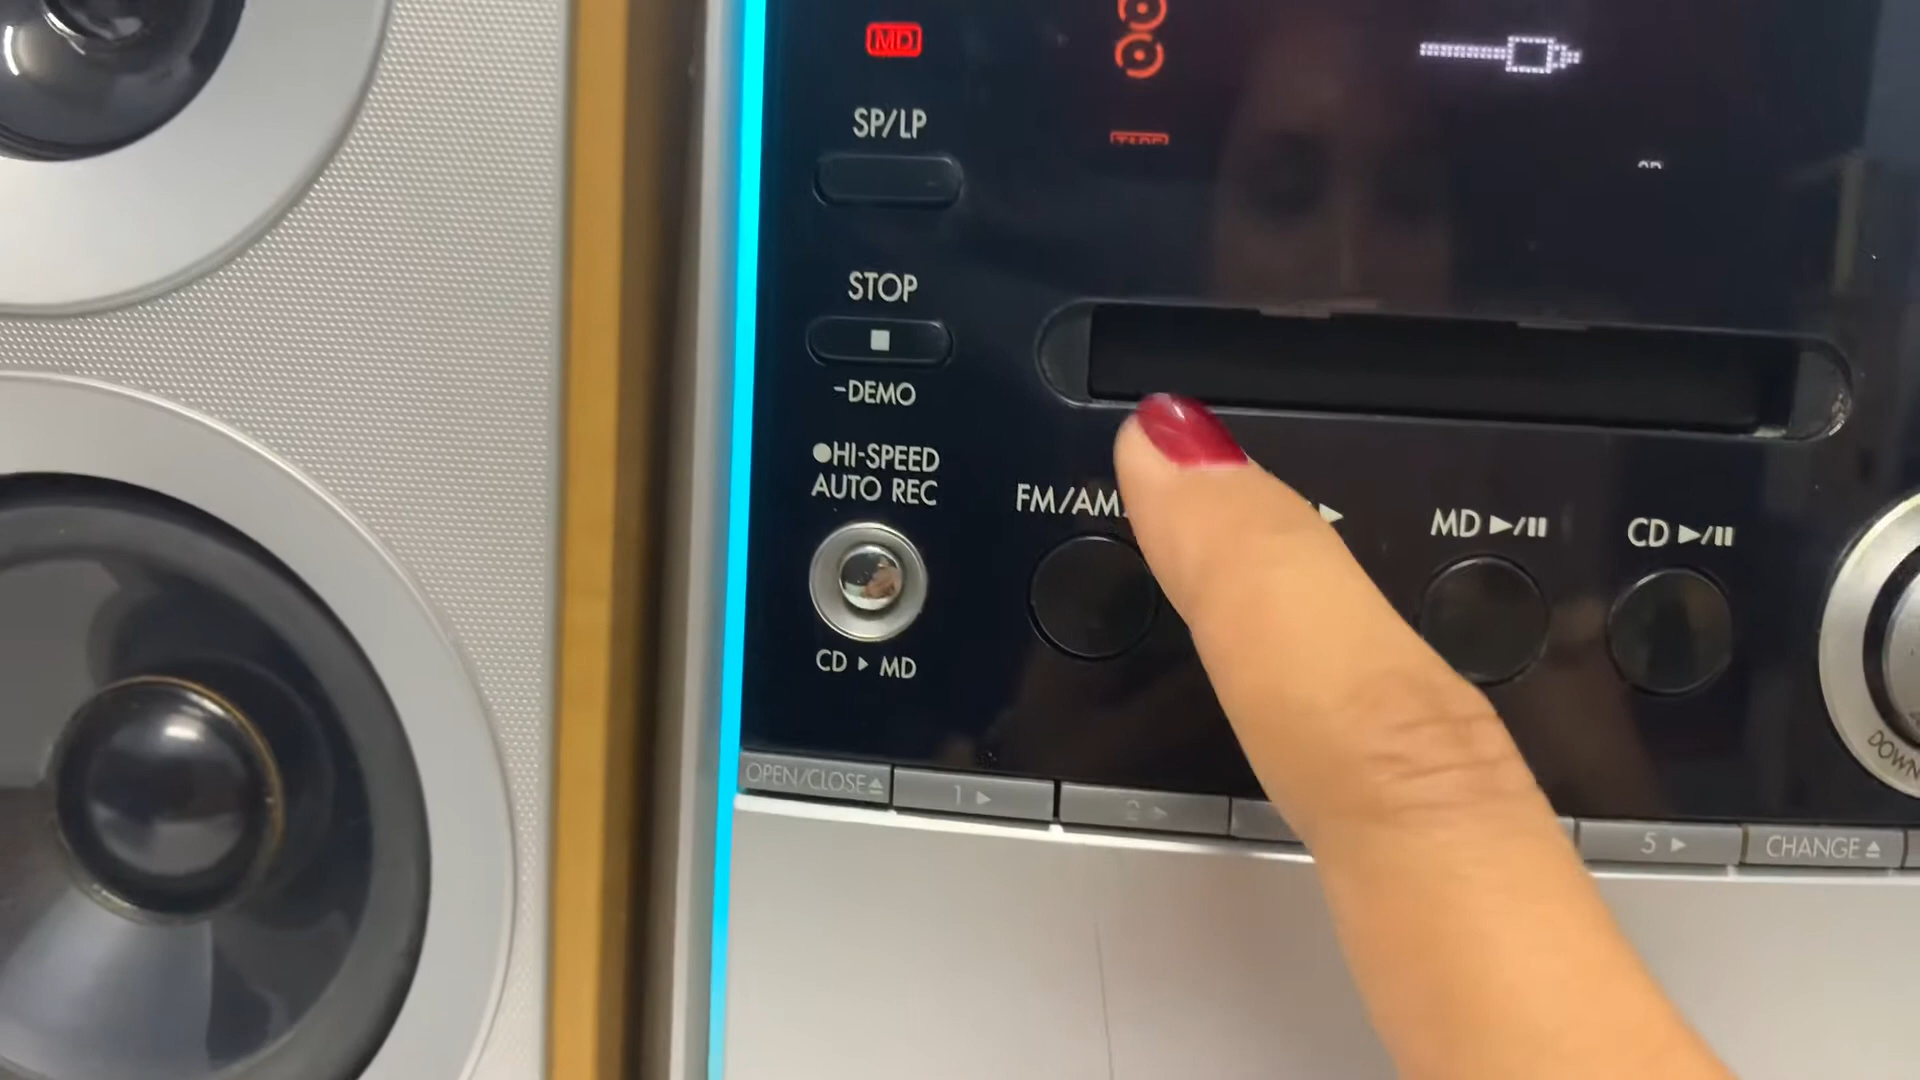 MD
SP/LP
STOP
-DEMO
●HI-SPEED
AUTO REC
CD ▸ MD
FM/AM
MD ►/II
CD ►/II
DOWN
OPEN/CLOSE ⏏
1 ►
2 ►
5 ►
CHANGE ⏏